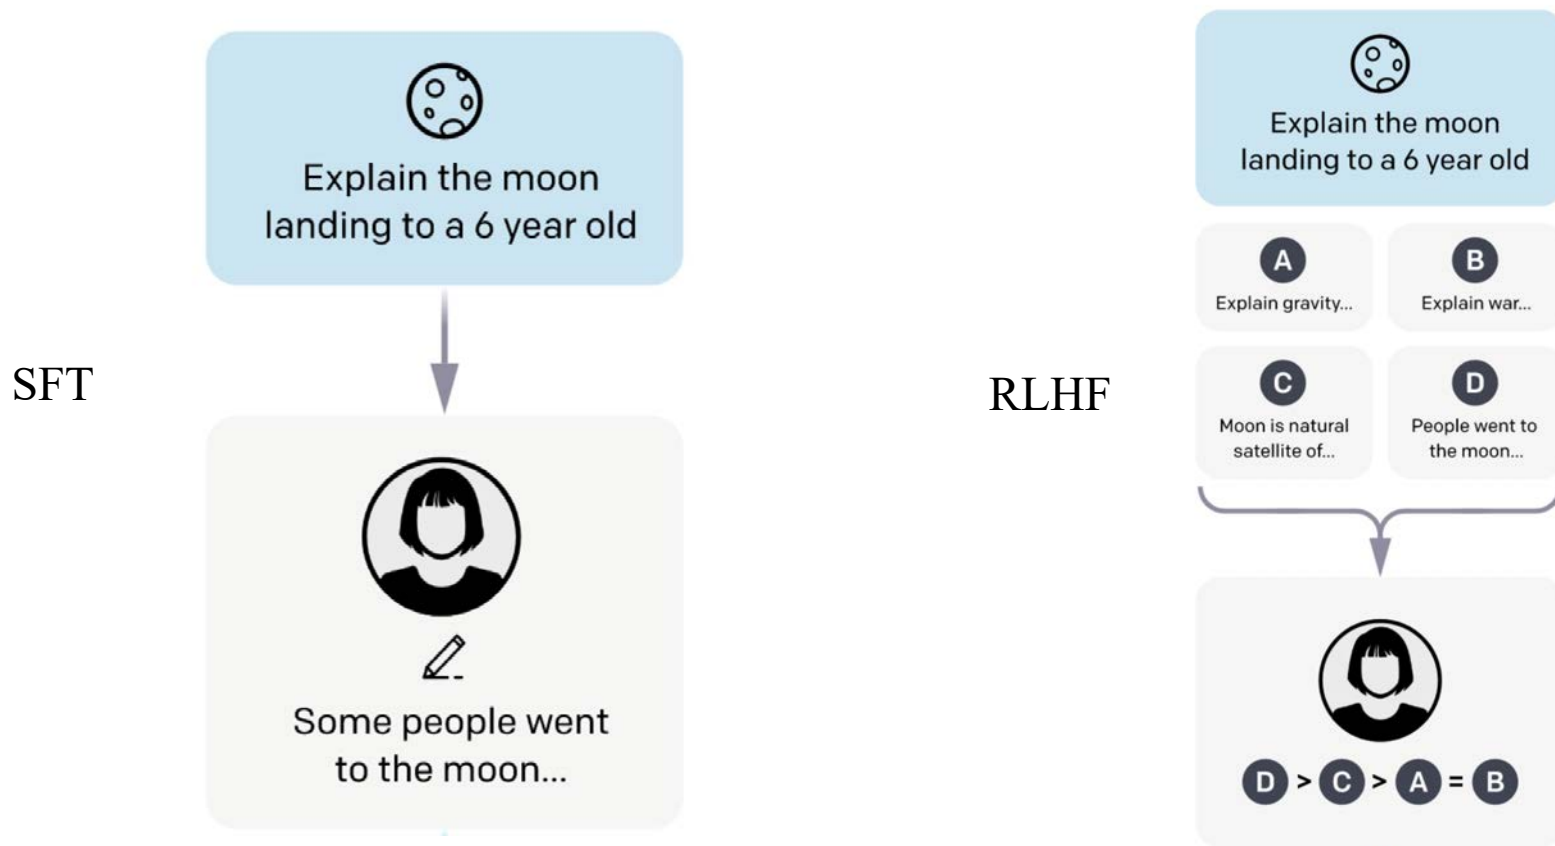 SFT
Explain the moon
landing to a 6 year old
Some people went
to the moon...
RLHF
Explain the moon
landing to a 6 year old
A
Explain gravity...
B
Explain war...
C
Moon is natural
satellite of...
D
People went to
the moon...
D > C > A = B